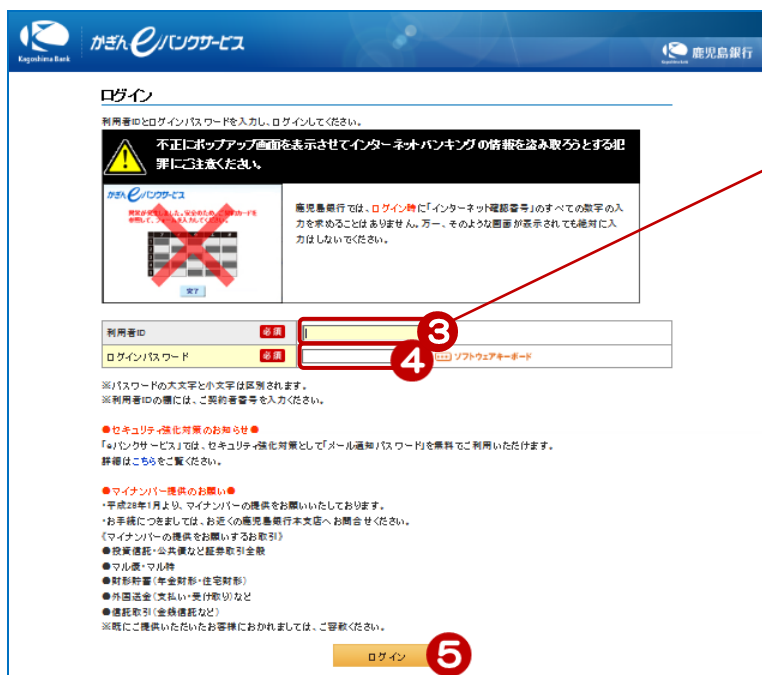 Kagoshima Bank
かぎんeバンクサービス
鹿児島銀行
ログイン
利用者IDとログインパスワードを入力し、ログインしてください。
不正にポップアップ画面を表示させてインターネットバンキングの情報を盗み取ろうとする犯
罪にご注意ください。
かぎんeバンクサービス
完了
鹿児島銀行では、ログイン時に「インターネット確認番号」のすべての数字の入
力を求めることはありません。万一、そのような画面が表示されても絶対に入
力はしないでください。
利用者ID 必須 3
ログインパスワード 必須 4 ソフトウェアキーボード
※パスワードの大文字と小文字は区別されます。
※利用者IDの欄には、ご契約者番号を入力ください。
●セキュリティ強化対策のお知らせ●
「eバンクサービス」では、セキュリティ強化対策として「メール通知パスワード」を無料でご利用いただけます。
詳細はこちらをご覧ください。
●マイナンバー提供のお願い●
・平成28年1月より、マイナンバーの提供をお願いいたしております。
・お手続につきましては、お近くの鹿児島銀行本支店へお問合せください。
《マイナンバーの提供をお願いするお取引》
●投資信託・公共債など証券取引全般
●マル優・マル特
●財形貯蓄(年金財形・住宅財形)
●外国送金(支払い・受け取り)など
●信託取引(金銭信託など)
※既にご提供いただいたお客様におかれましては、ご容赦ください。
ログイン 5